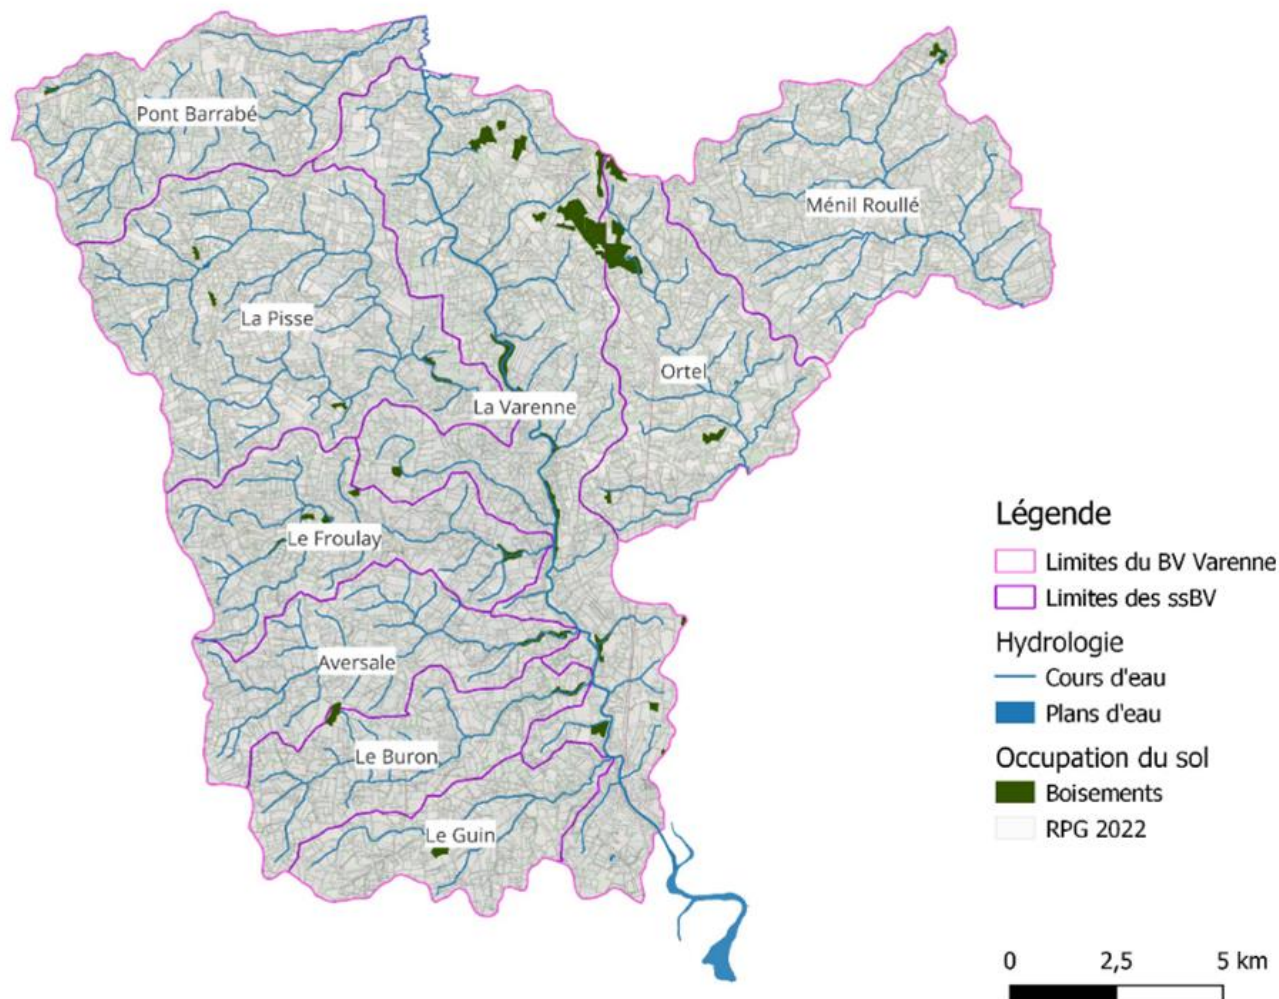 Pont Barrabé
Ménil Roullé
La Pisse
Ortel
La Varenne
Le Froulay
Aversale
Le Buron
Le Guin
Légende
Limites du BV Varenne
Limites des ssBV
Hydrologie
Cours d'eau
Plans d'eau
Occupation du sol
Boisements
RPG 2022
0 2,5 5 km